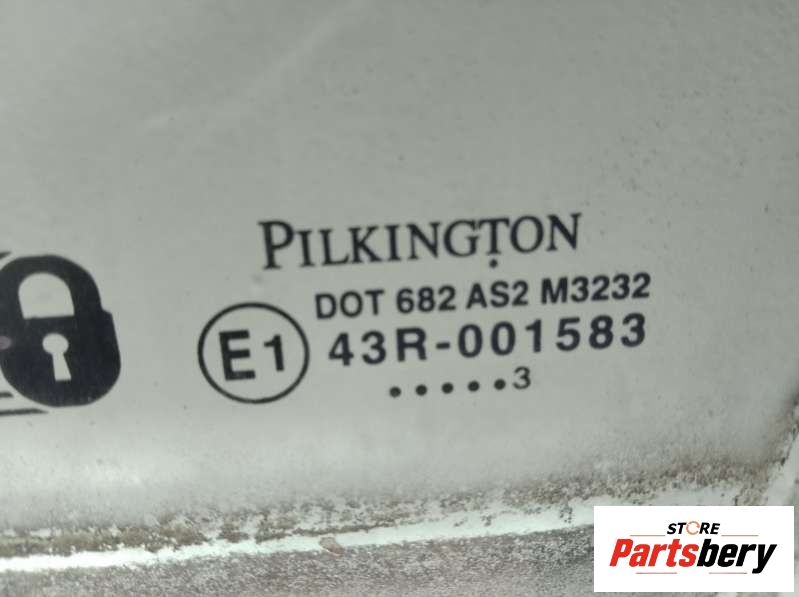 PILKINGTON
DOT 682 AS2 M3232
E1 43R-001583
.....3
STORE
Partsbery